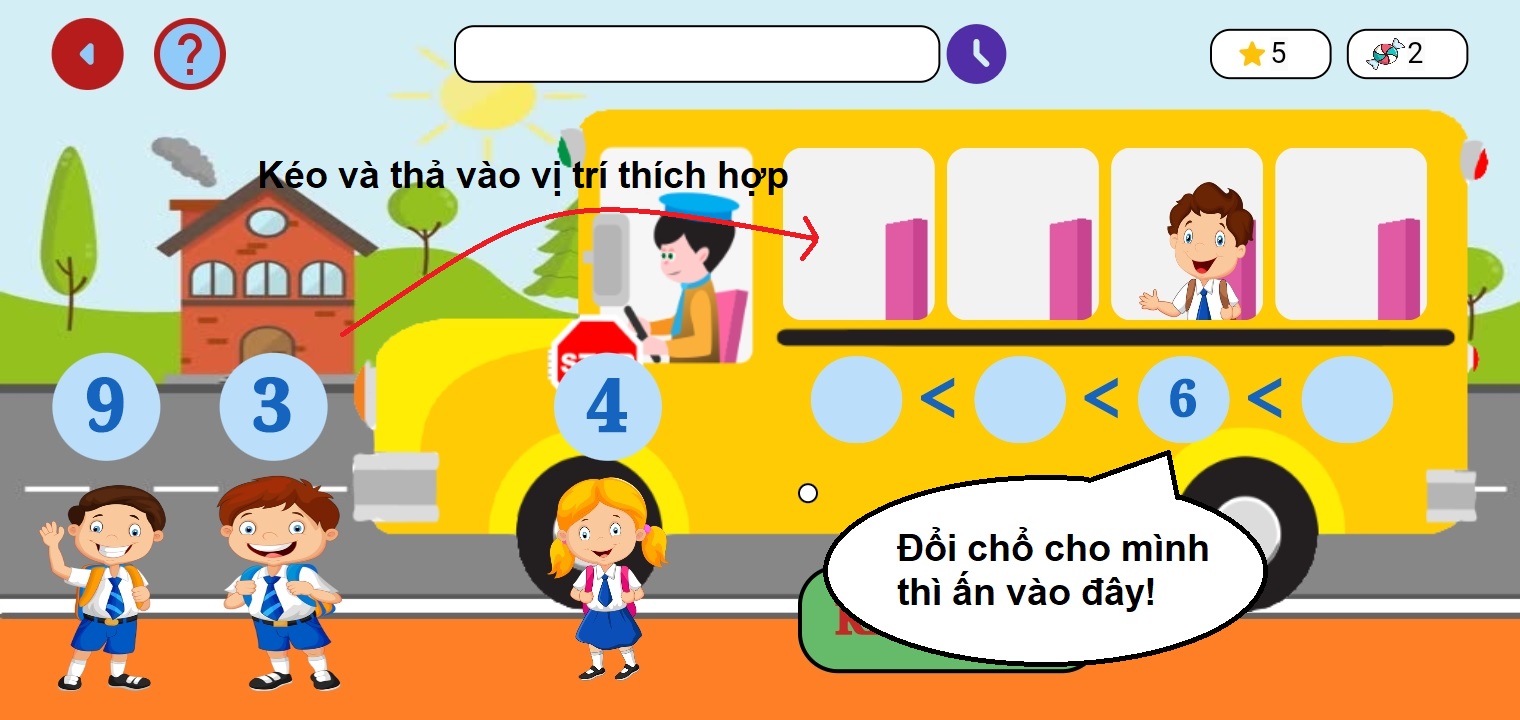 ?
5
2
Kéo và thả vào vị trí thích hợp
9
3
4
< < 6 <
Đổi chổ cho mình
thì ấn vào đây!